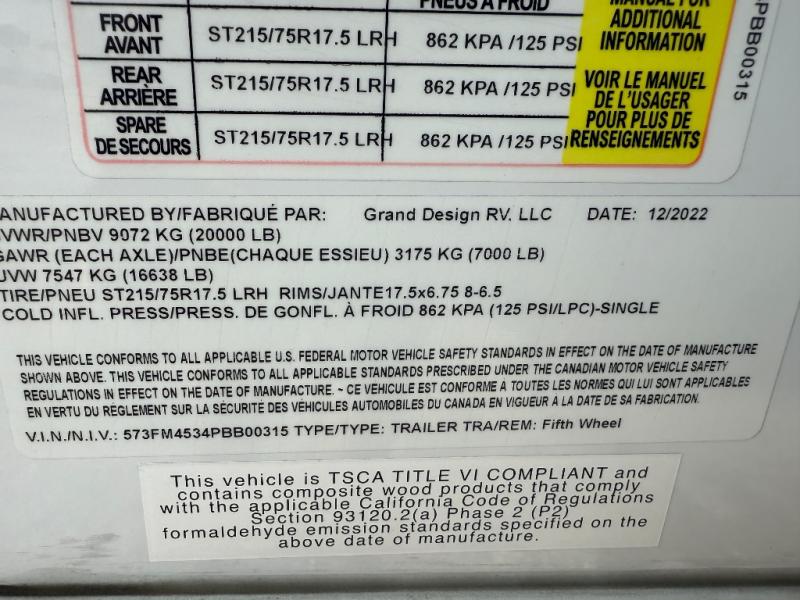 PNEUS À FROID
MANUAL FOR
ADDITIONAL
INFORMATION
FRONT
AVANT
ST215/75R17.5 LRH
862 KPA /125 PSI
REAR
ARRIÈRE
ST215/75R17.5 LRH
862 KPA /125 PSI
SPARE
DE SECOURS
ST215/75R17.5 LRH
862 KPA /125 PSI
VOIR LE MANUEL
DE L'USAGER
POUR PLUS DE
RENSEIGNEMENTS
PBB00315
ANUFACTURED BY/FABRIQUÉ PAR: Grand Design RV, LLC DATE: 12/2022
VWR/PNBV 9072 KG (20000 LB)
GAWR (EACH AXLE)/PNBE(CHAQUE ESSIEU) 3175 KG (7000 LB)
UVW 7547 KG (16638 LB)
TIRE/PNEU ST215/75R17.5 LRH RIMS/JANTE17.5x6.75 8-6.5
COLD INFL. PRESS/PRESS. DE GONFL. À FROID 862 KPA (125 PSI/LPC)-SINGLE
THIS VEHICLE CONFORMS TO ALL APPLICABLE U.S. FEDERAL MOTOR VEHICLE SAFETY STANDARDS IN EFFECT ON THE DATE OF MANUFACTURE
SHOWN ABOVE. THIS VEHICLE CONFORMS TO ALL APPLICABLE STANDARDS PRESCRIBED UNDER THE CANADIAN MOTOR VEHICLE SAFETY
REGULATIONS IN EFFECT ON THE DATE OF MANUFACTURE. ~ CE VEHICULE EST CONFORME A TOUTES LES NORMES QUI LUI SONT APPLICABLES
EN VERTU DU RÈGLEMENT SUR LA SÉCURITÉ DES VÉHICULES AUTOMOBILES DU CANADA EN VIGUEUR A LA DATE DE SA FABRICATION.
V.I.N./N.I.V.: 573FM4534PBB00315 TYPE/TYPE: TRAILER TRA/REM: Fifth Wheel
This vehicle is TSCA TITLE VI COMPLIANT and
contains composite wood products that comply
with the applicable California Code of Regulations
Section 93120.2(a) Phase 2 (P2)
formaldehyde emission standards specified on the
above date of manufacture.